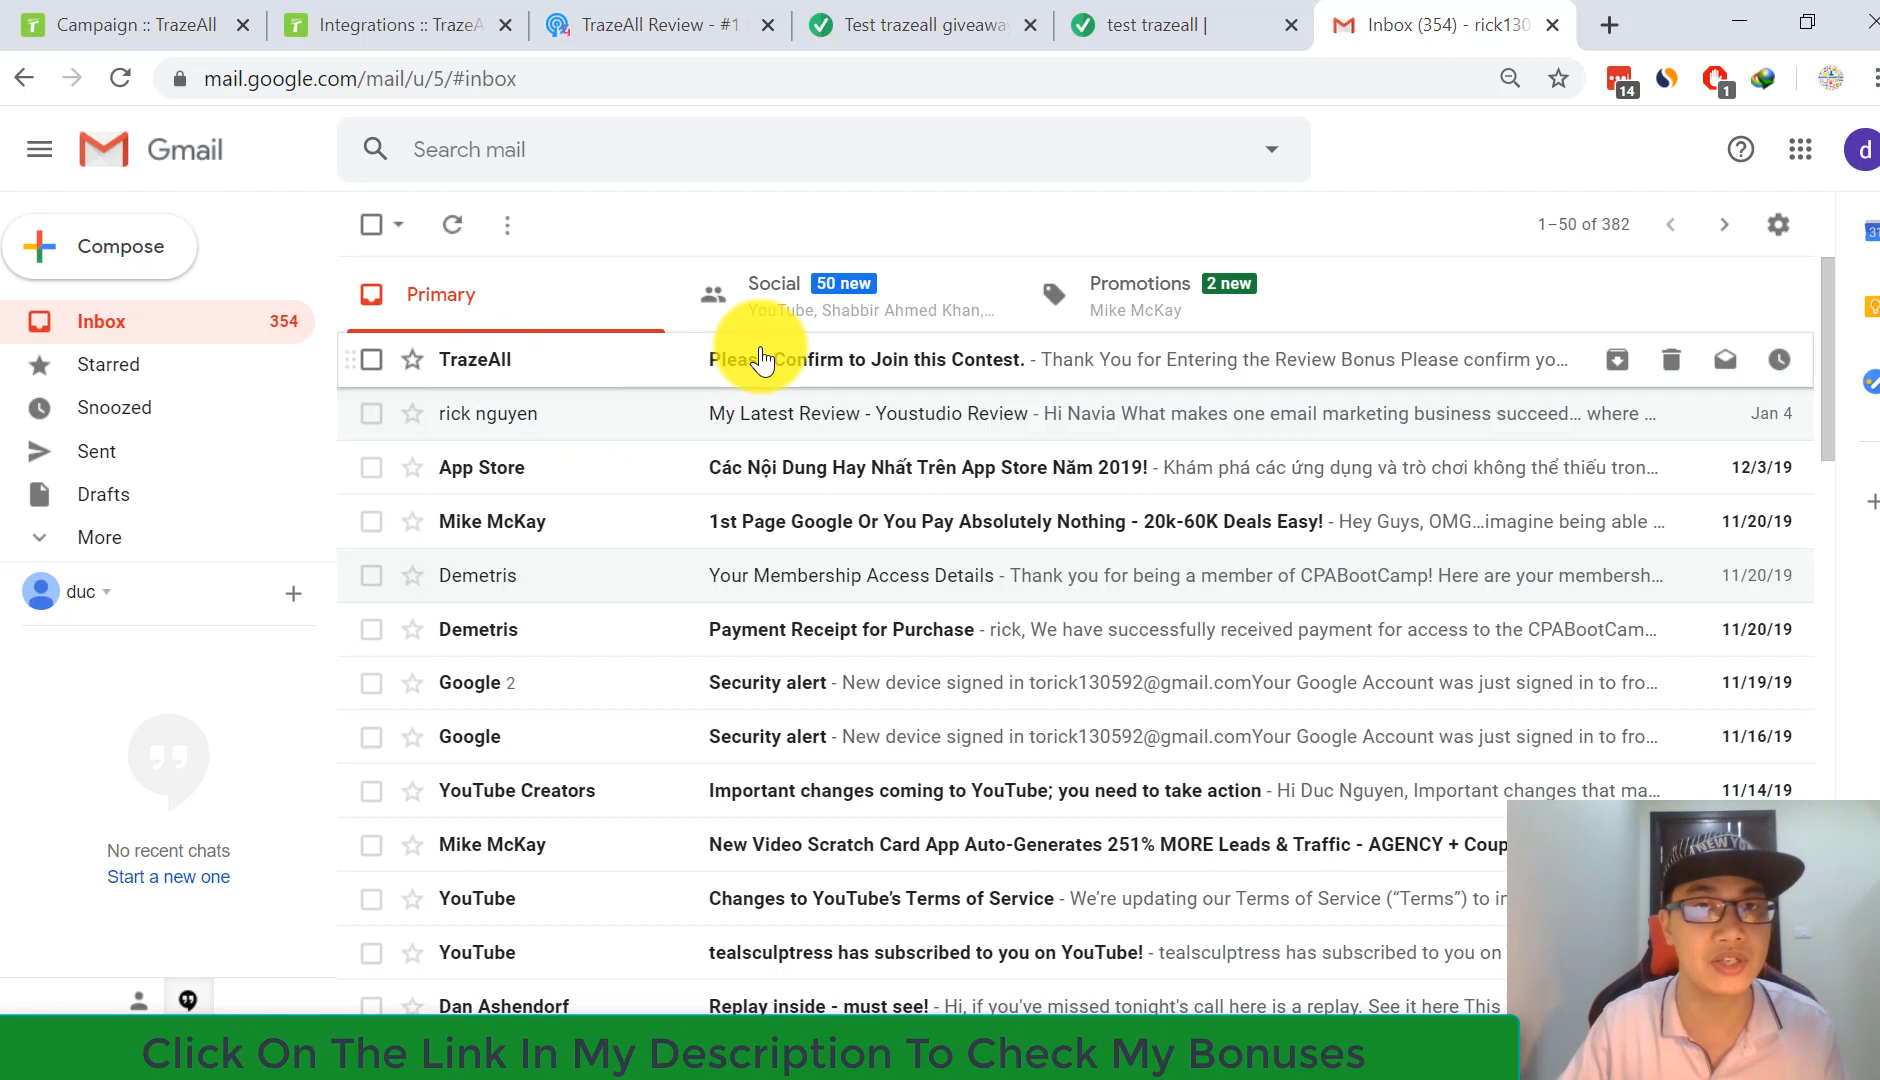 Campaign :: TrazeAll
Integrations :: TrazeA
TrazeAll Review - #1
Test trazeall giveaway
test trazeall |
Inbox (354) - rick130
mail.google.com/mail/u/5/#inbox
14
1
Gmail
Search mail
d
Compose
1–50 of 382
31
Primary
Social 50 new
YouTube, Shabbir Ahmed Khan,...
Promotions 2 new
Mike McKay
Inbox 354
Starred
Snoozed
Sent
Drafts
More
duc
No recent chats
Start a new one
TrazeAll Please Confirm to Join this Contest. - Thank You for Entering the Review Bonus Please confirm yo...
rick nguyen My Latest Review - Youstudio Review - Hi Navia What makes one email marketing business succeed... where ... Jan 4
App Store Các Nội Dung Hay Nhất Trên App Store Năm 2019! - Khám phá các ứng dụng và trò chơi không thể thiếu tron... 12/3/19
Mike McKay 1st Page Google Or You Pay Absolutely Nothing - 20k-60K Deals Easy! - Hey Guys, OMG...imagine being able ... 11/20/19
Demetris Your Membership Access Details - Thank you for being a member of CPABootCamp! Here are your membersh... 11/20/19
Demetris Payment Receipt for Purchase - rick, We have successfully received payment for access to the CPABootCam... 11/20/19
Google 2 Security alert - New device signed in torick130592@gmail.comYour Google Account was just signed in to fro... 11/19/19
Google Security alert - New device signed in torick130592@gmail.comYour Google Account was just signed in to fro... 11/16/19
YouTube Creators Important changes coming to YouTube; you need to take action - Hi Duc Nguyen, Important changes that ma... 11/14/19
Mike McKay New Video Scratch Card App Auto-Generates 251% MORE Leads & Traffic - AGENCY + Coup
YouTube Changes to YouTube's Terms of Service - We're updating our Terms of Service ("Terms") to in
YouTube tealsculptress has subscribed to you on YouTube! - tealsculptress has subscribed to you on
Dan Ashendorf Replay inside - must see! - Hi, if you've missed tonight's call here is a replay. See it here This
Click On The Link In My Description To Check My Bonuses